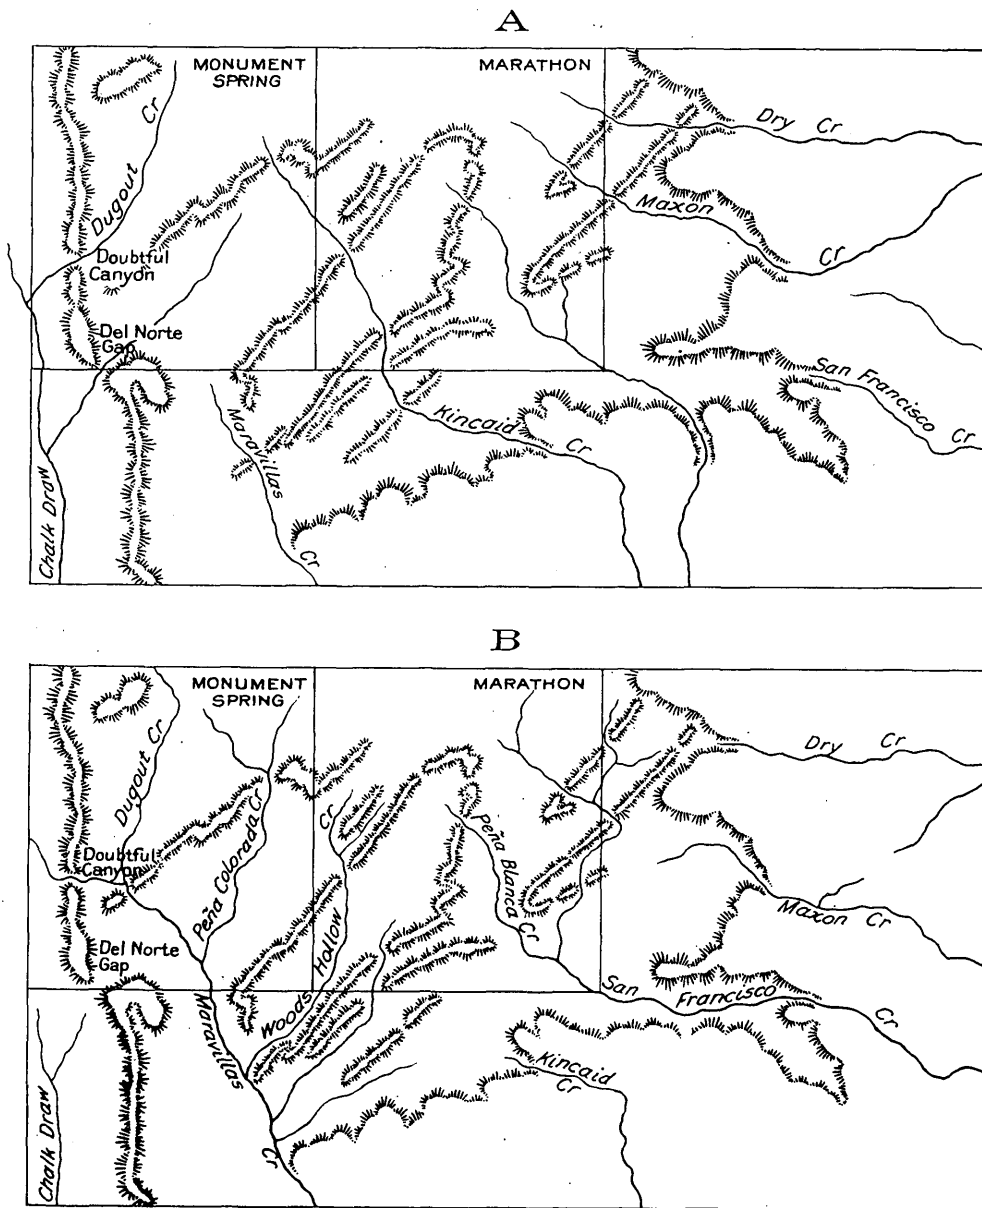 A
MONUMENT
SPRING
MARATHON
Dry Cr
Dugout Cr
Maxon
Cr
Doubtful
Canyon
Del Norte
Gap
San Francisco
Cr
Maravillas
Cr
Kincaid
Cr
Chalk Draw
B
MONUMENT
SPRING
MARATHON
Dry Cr
Dugout Cr
Peña Colorada Cr
Cr
Peña Blanca
Cr
Doubtful
Canyon
Maxon Cr
Del Norte
Gap
Woods Hollow
San Francisco
Cr
Maravillas
Cr
Kincaid
Cr
Chalk Draw